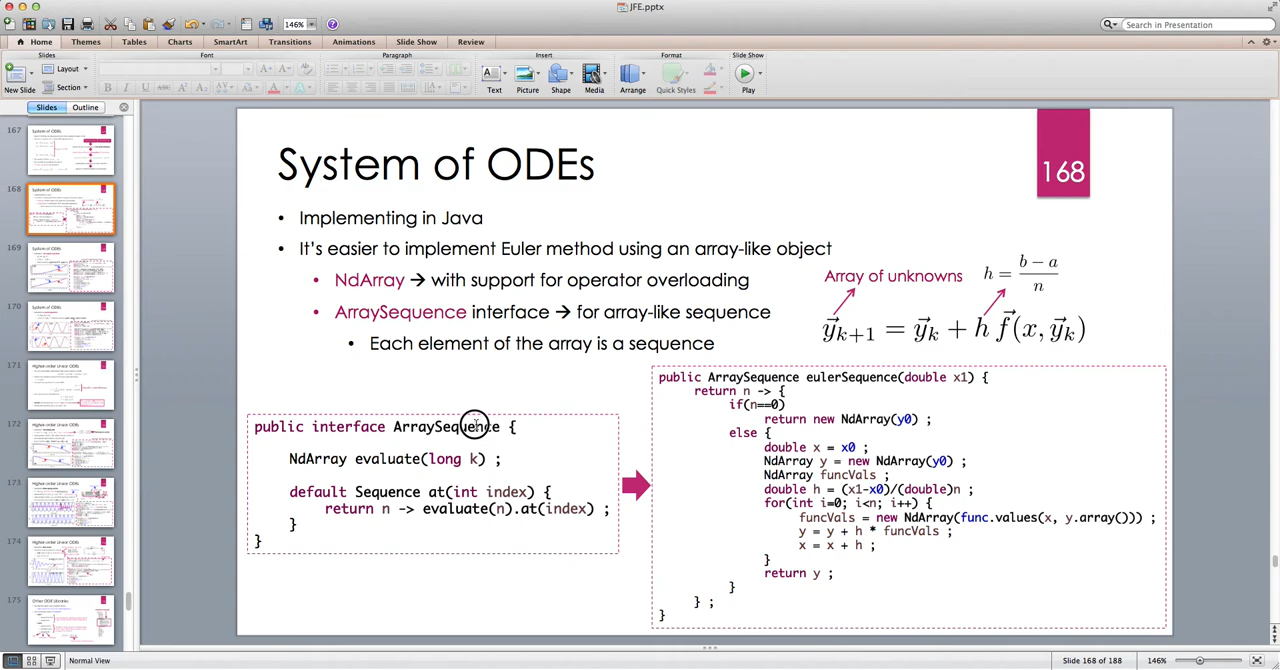 JFE.pptx
146%
Search in Presentation
Home Themes Tables Charts SmartArt Transitions Animations Slide Show Review
Slides Font Paragraph Insert Format Slide Show
Layout
New Slide Section
Text Picture Shape Media Arrange Quick Styles Play
Slides Outline
167
168
169
170
171
172
173
174
175
System of ODEs
168
• Implementing in Java
• It's easier to implement Euler method using an array-like object
• NdArray → with support for operator overloading
• ArraySequence interface → for array-like sequence
• Each element of the array is a sequence
Array of unknowns
h = b − a / n
y⃗k+1 = y⃗k + h f⃗(x, y⃗k)
public interface ArraySequence {
NdArray evaluate(long k) ;
default Sequence at(int index) {
return n -> evaluate(n).at(index) ;
}
}
public ArraySequence eulerSequence(double x1) {
return n -> {
if(n==0)
return new NdArray(y0) ;
else {
double x = x0 ;
NdArray y = new NdArray(y0) ;
NdArray funcVals ;
double h = (x1-x0)/(double)n ;
for(int i=0; i<n; i++) {
funcVals = new NdArray(func.values(x, y.array())) ;
y = y + h * funcVals ;
x = x + h ;
}
return y ;
}
} ;
}
Normal View
Slide 168 of 188
146%